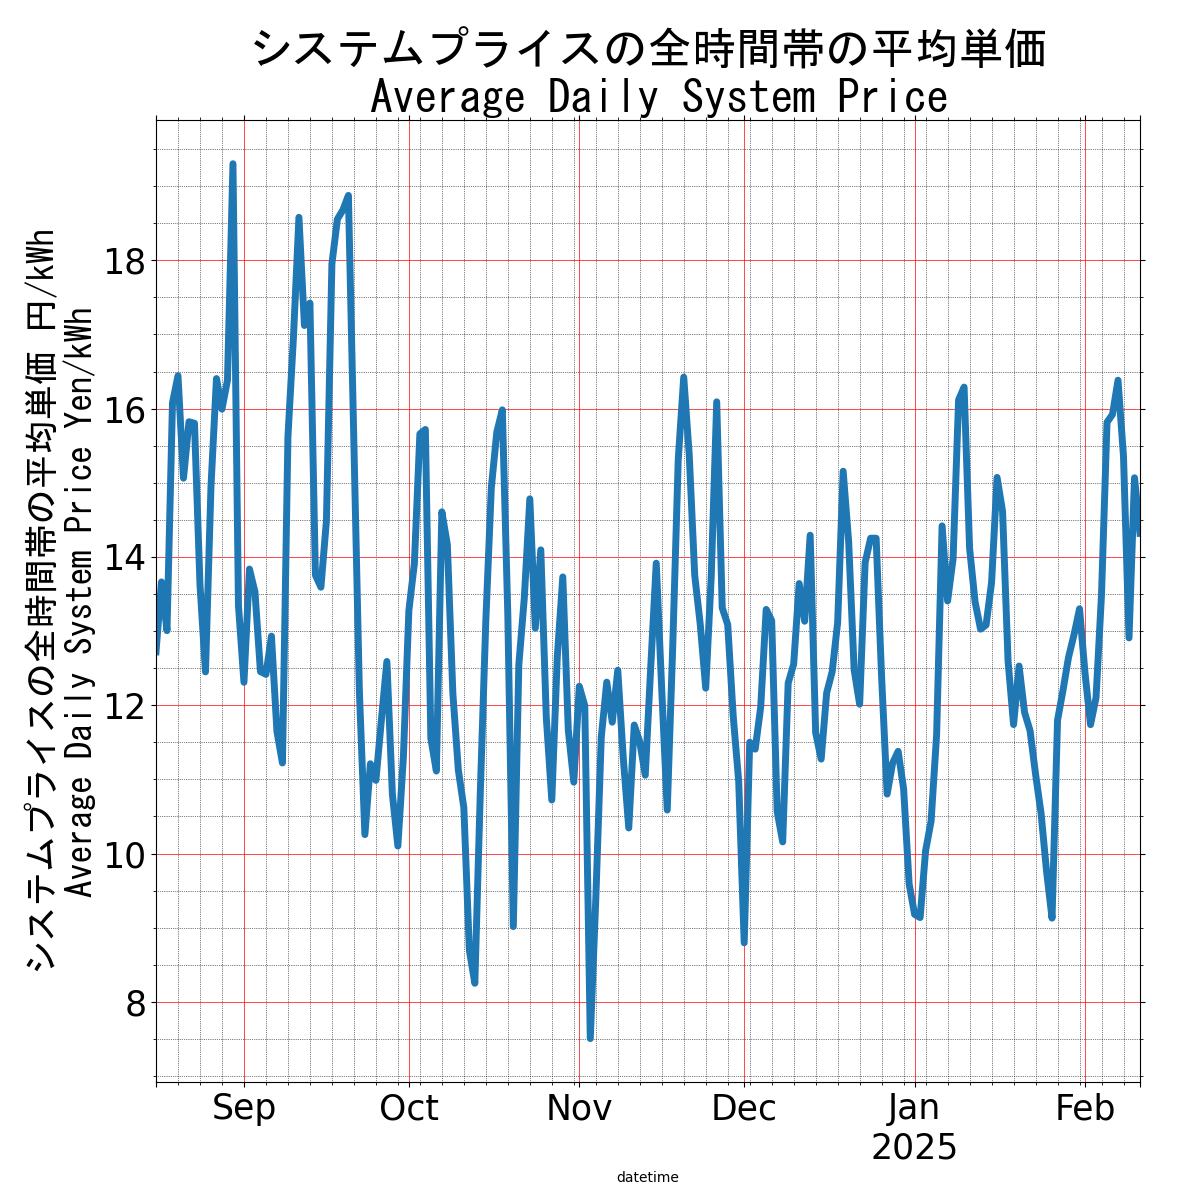 システムプライスの全時間帯の平均単価
Average Daily System Price
システムプライスの全時間帯の平均単価 円/kWh
Average Daily System Price Yen/kWh
18
16
14
12
10
8
Sep
Oct
Nov
Dec
Jan
2025
Feb
datetime